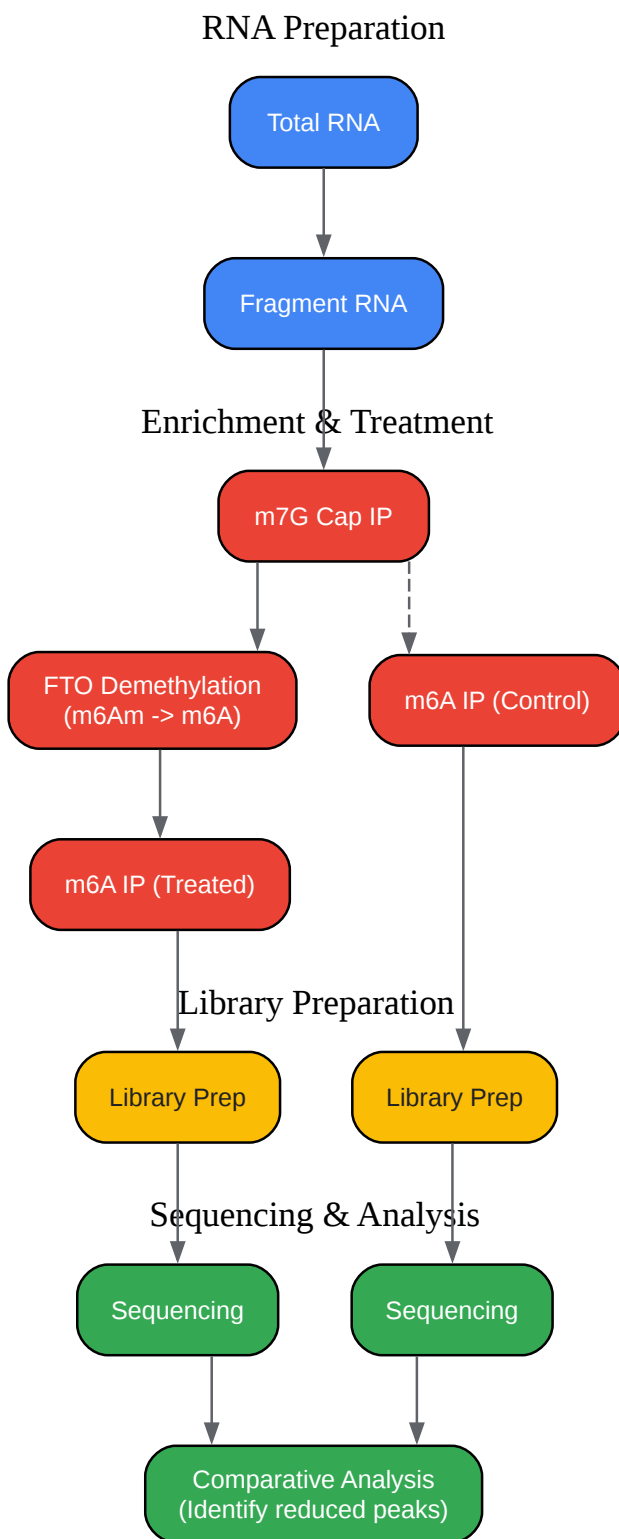 RNA Preparation
Total RNA
Fragment RNA
Enrichment & Treatment
m7G Cap IP
FTO Demethylation
(m6Am -> m6A)
m6A IP (Control)
m6A IP (Treated)
Library Preparation
Library Prep
Library Prep
Sequencing & Analysis
Sequencing
Sequencing
Comparative Analysis
(Identify reduced peaks)